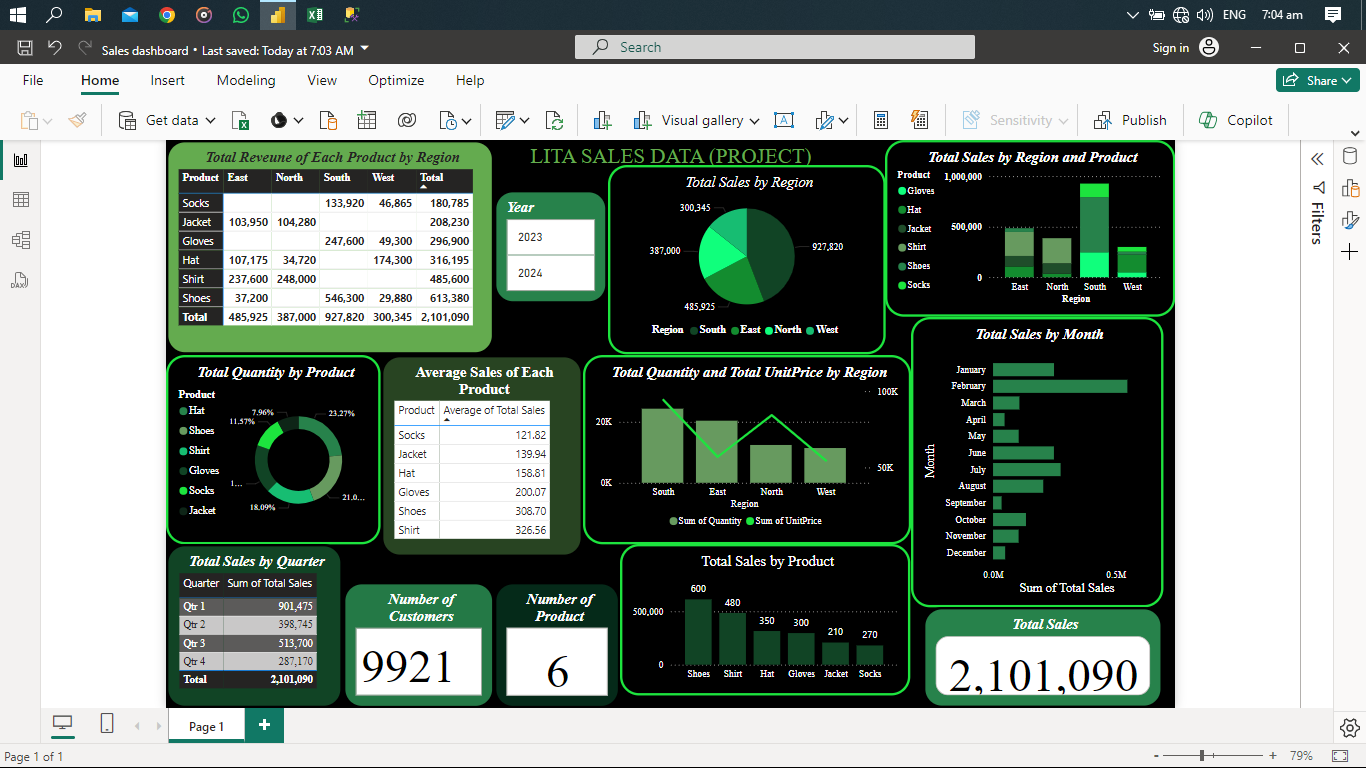 ENG 7:04 am
Sales dashboard • Last saved: Today at 7:03 AM
Search
Sign in
File Home Insert Modeling View Optimize Help
Share
Get data
Visual gallery
Sensitivity
Publish
Copilot
DAX
Filters
LITA SALES DATA (PROJECT)
Total Reveune of Each Product by Region
Product East North South West Total
Socks 133,920 46,865 180,785
Jacket 103,950 104,280 208,230
Gloves 247,600 49,300 296,900
Hat 107,175 34,720 174,300 316,195
Shirt 237,600 248,000 485,600
Shoes 37,200 546,300 29,880 613,380
Total 485,925 387,000 927,820 300,345 2,101,090
Year
2023
2024
Total Sales by Region
300,345
387,000
927,820
485,925
Region South East North West
Total Sales by Region and Product
Product
Gloves
Hat
Jacket
Shirt
Shoes
Socks
1,000,000
500,000
0
East North South West
Region
Total Quantity by Product
Product
Hat
Shoes
Shirt
Gloves
Socks
Jacket
7.96%
11.57%
23.27%
1...
21.0...
18.09%
Average Sales of Each
Product
Product Average of Total Sales
Socks 121.82
Jacket 139.94
Hat 158.81
Gloves 200.07
Shoes 308.70
Shirt 326.56
Total Quantity and Total UnitPrice by Region
100K
20K
50K
0K
South East North West
Region
Sum of Quantity Sum of UnitPrice
Total Sales by Month
Month
January
February
March
April
May
June
July
August
September
October
November
December
0.0M 0.5M
Sum of Total Sales
Total Sales by Quarter
Quarter Sum of Total Sales
Qtr 1 901,475
Qtr 2 398,745
Qtr 3 513,700
Qtr 4 287,170
Total 2,101,090
Number of
Customers
9921
Number of
Product
6
Total Sales by Product
600
480
350
300
210
270
500,000
0
Shoes Shirt Hat Gloves Jacket Socks
Total Sales
2,101,090
Page 1
Page 1 of 1
- + 79%